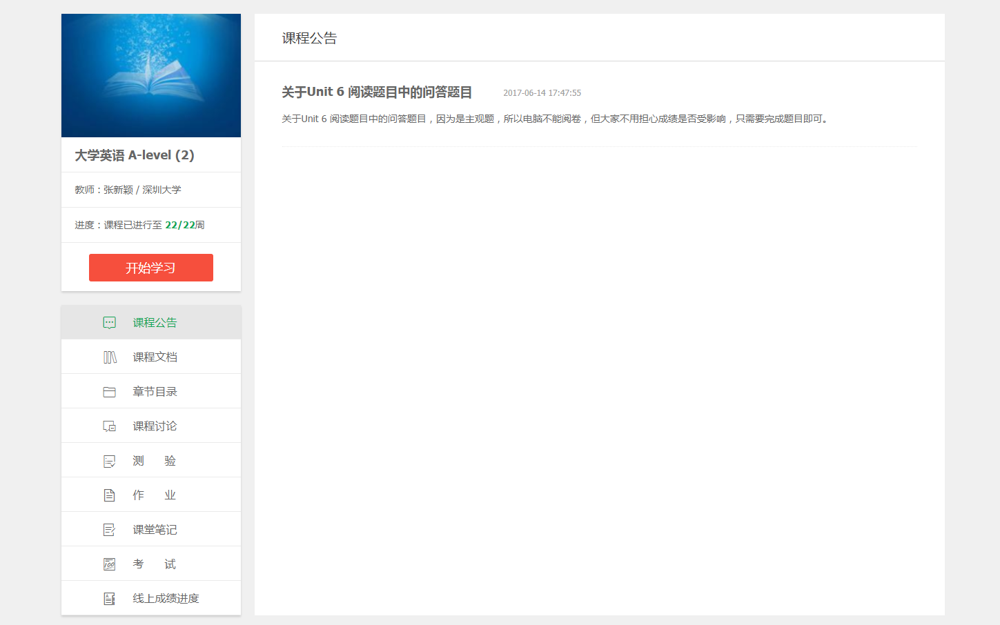 大学英语 A-level (2)
教师：张新颖 / 深圳大学
进度：课程已进行至 22/22周
开始学习
课程公告
课程文档
章节目录
课程讨论
测 验
作 业
课堂笔记
考 试
线上成绩进度
课程公告
关于Unit 6 阅读题目中的问答题目 2017-06-14 17:47:55
关于Unit 6 阅读题目中的问答题目，因为是主观题，所以电脑不能阅卷，但大家不用担心成绩是否受影响，只需要完成题目即可。